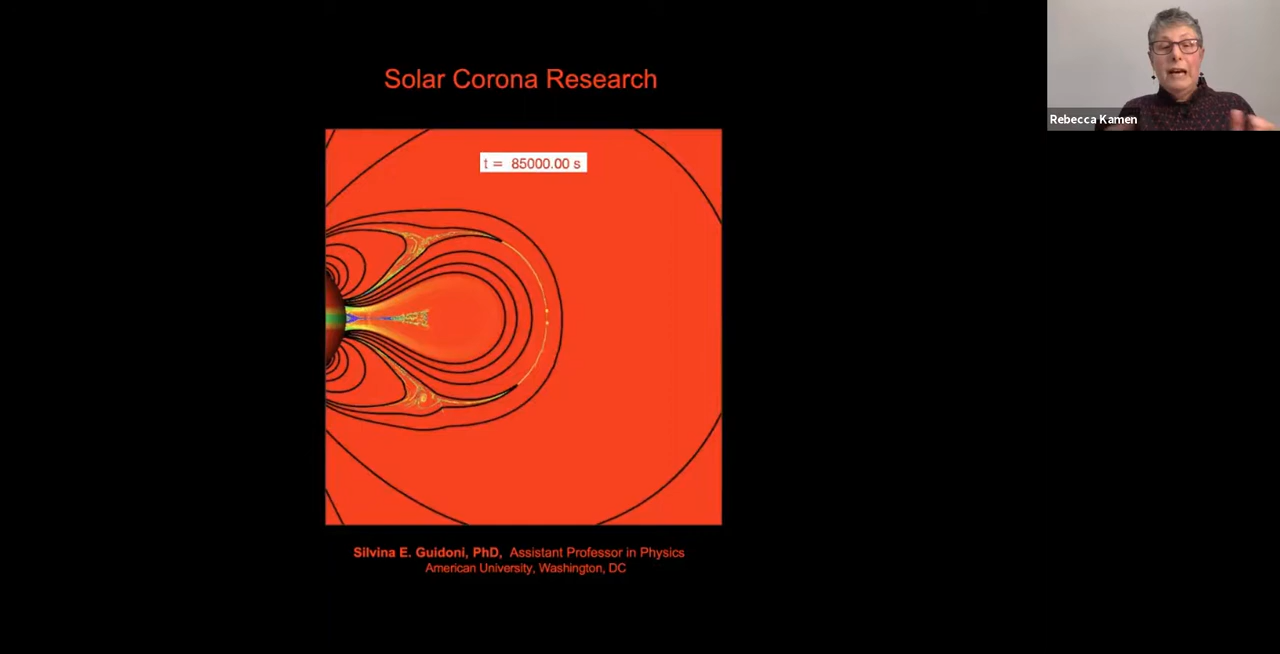 Solar Corona Research
Rebecca Kamen
t = 85000.00 s
Silvina E. Guidoni, PhD, Assistant Professor in Physics
American University, Washington, DC